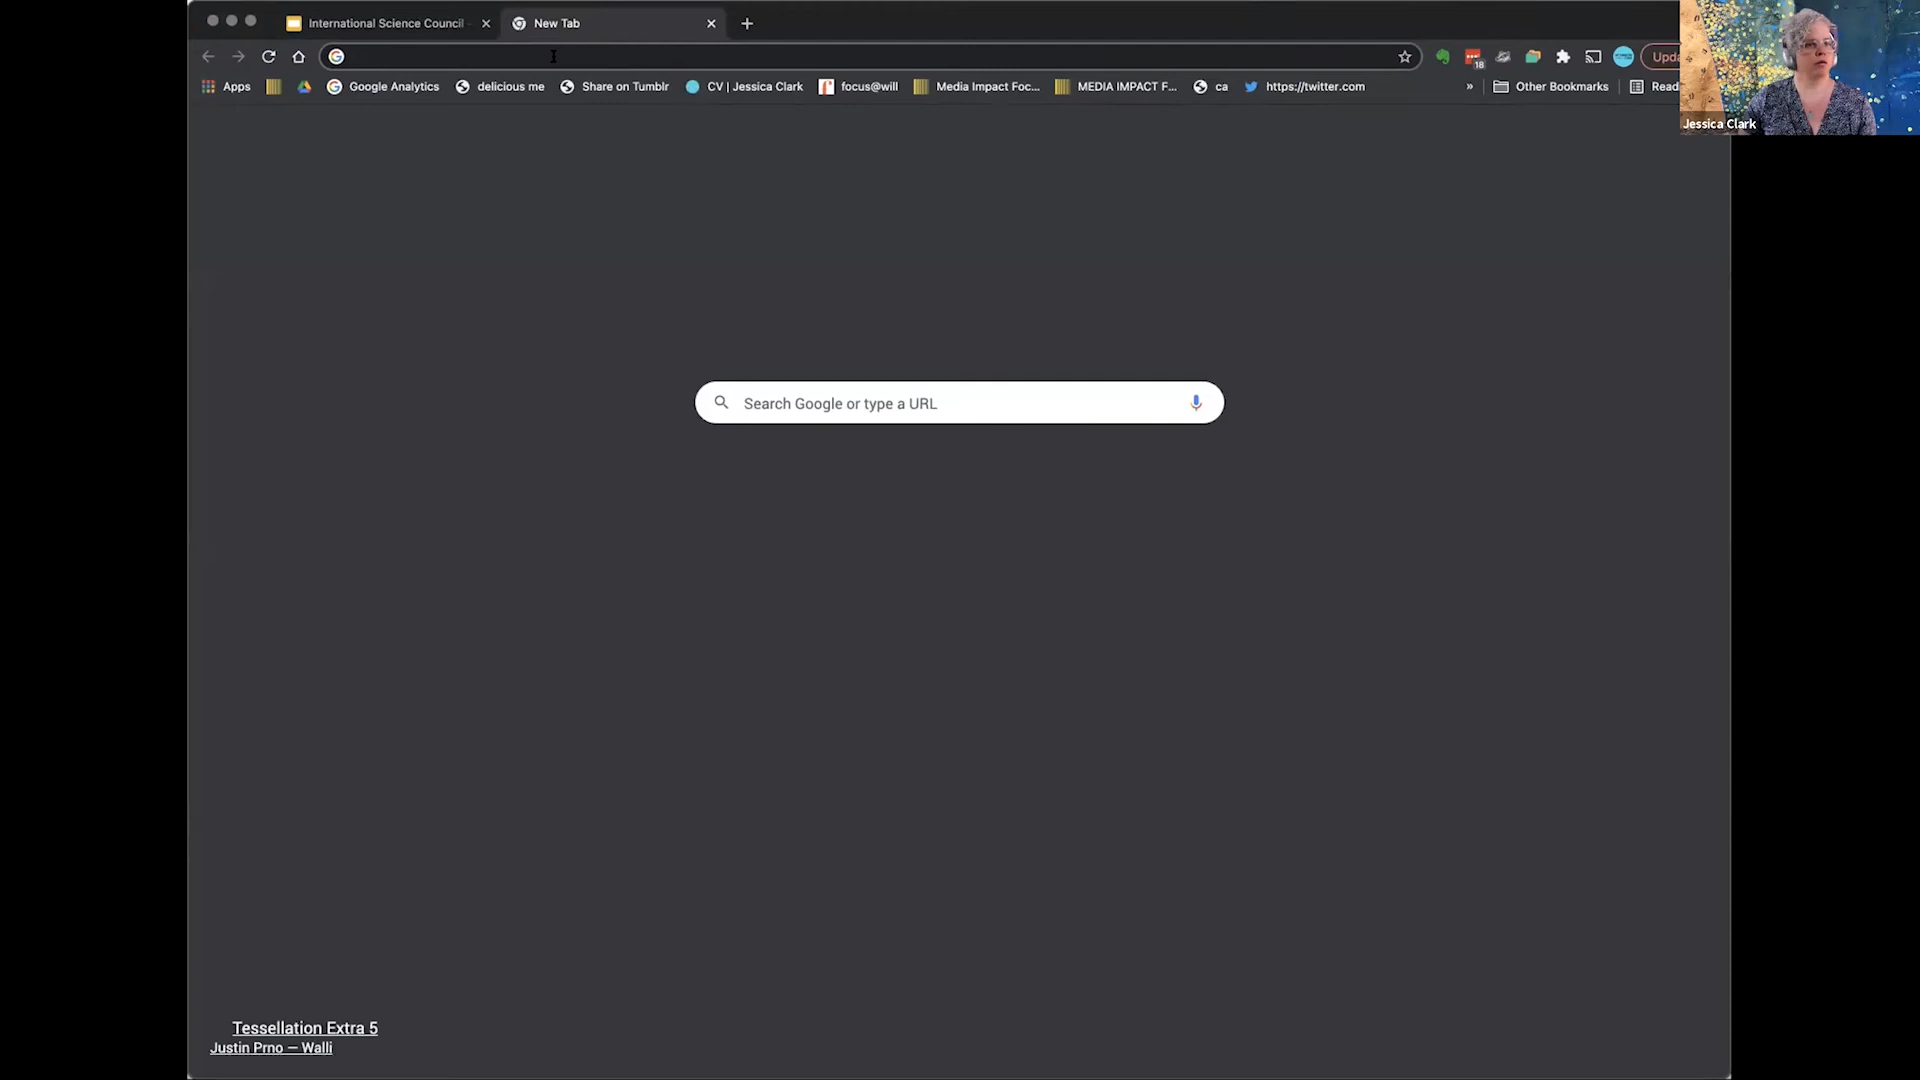 International Science Council
New Tab
Upda
18
Apps
Google Analytics
delicious me
Share on Tumblr
CV | Jessica Clark
focus@will
Media Impact Foc...
MEDIA IMPACT F...
ca
https://twitter.com
»
Other Bookmarks
Read
Jessica Clark
Search Google or type a URL
Tessellation Extra 5
Justin Prno — Walli